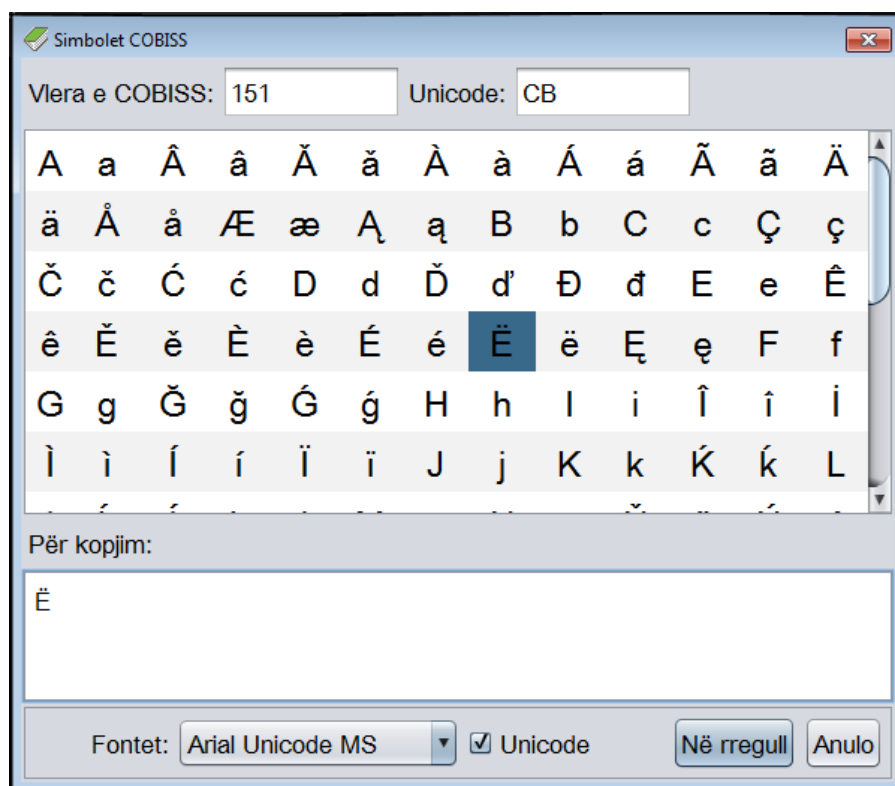 Simbolet COBISS
Vlera e COBISS: 151 Unicode: CB
A a Â â Ǎ ǎ À à Á á Ã ã Ä
ä Å å Æ æ Ą ą B b C c Ç ç
Č č Ć ć D d Ď ď Đ đ E e Ê
ê Ě ě È è É é Ë ë Ę ę F f
G g Ğ ğ Ǵ ǵ H h I i Î î İ
Ì ì Í í Ï ï J j K k Ḱ ḱ L
Për kopjim:
Ë
Fontet: Arial Unicode MS Unicode Në rregull Anulo